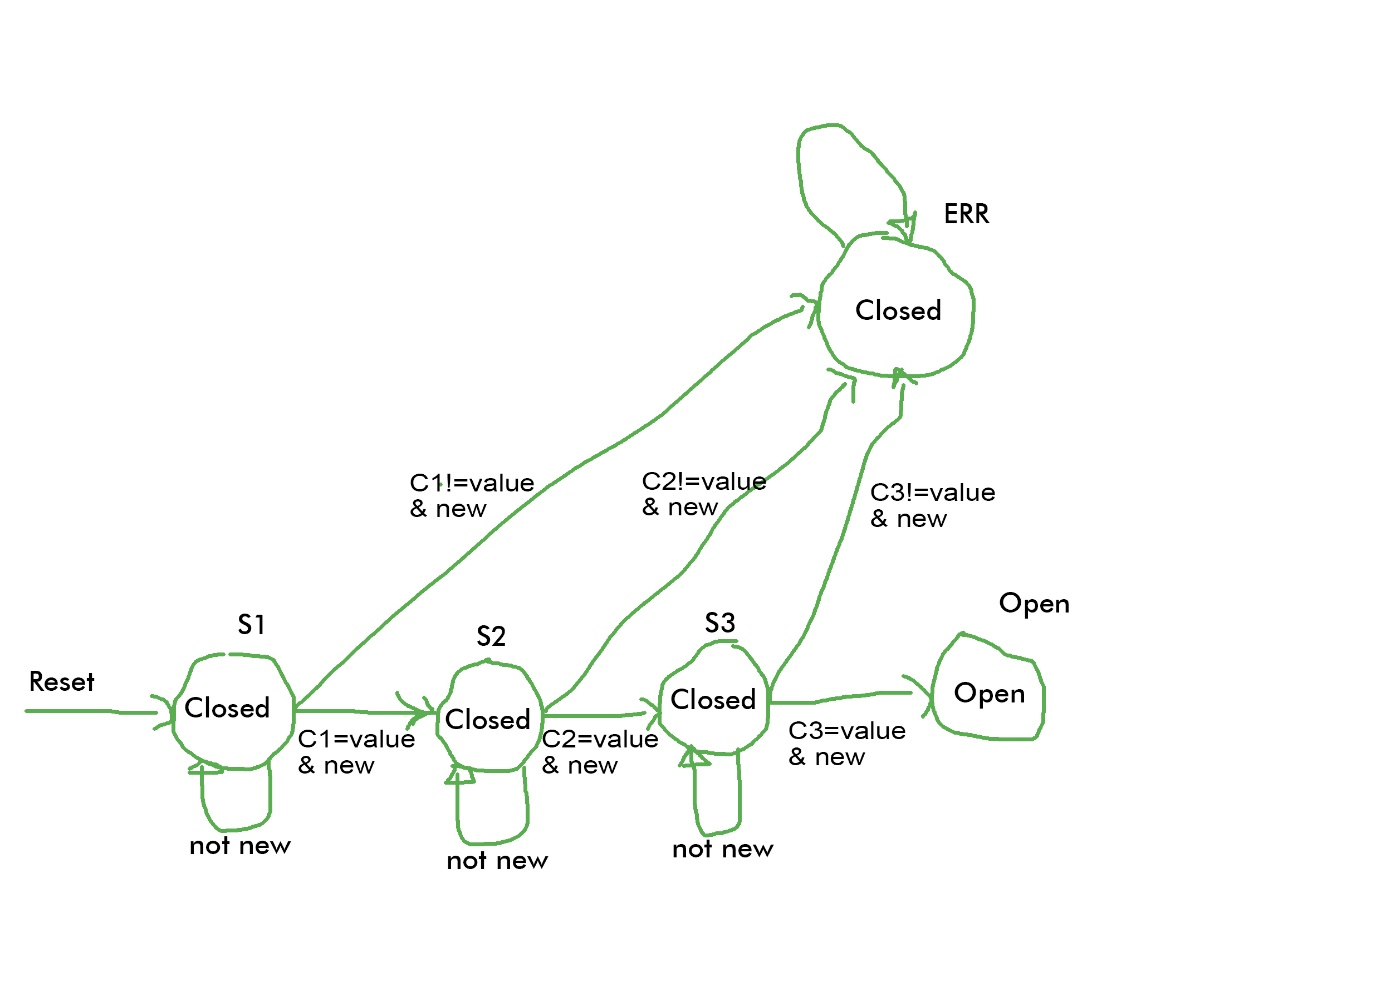 ERR
Closed
C1!=value
& new
C2!=value
& new
C3!=value
& new
Open
S1
S2
S3
Reset
Closed
Closed
Closed
Open
C1=value
& new
C2=value
& new
C3=value
& new
not new
not new
not new